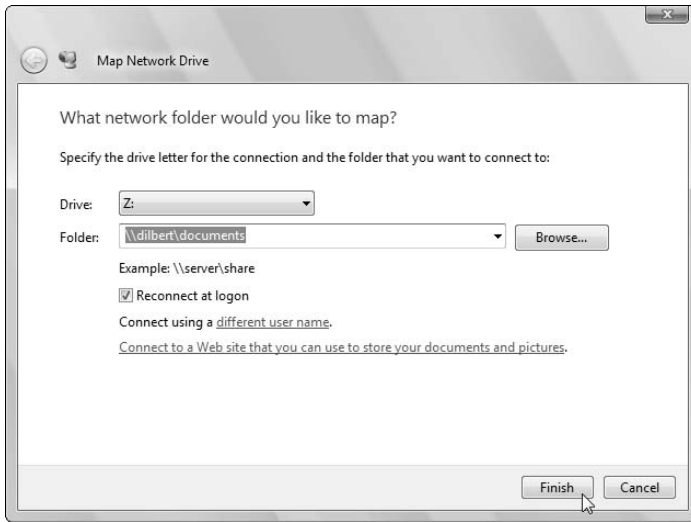 Map Network Drive
What network folder would you like to map?
Specify the drive letter for the connection and the folder that you want to connect to:
Drive: Z:
Folder: \\dilbert\documents Browse...
Example: \\server\share
Reconnect at logon
Connect using a different user name.
Connect to a Web site that you can use to store your documents and pictures.
Finish Cancel